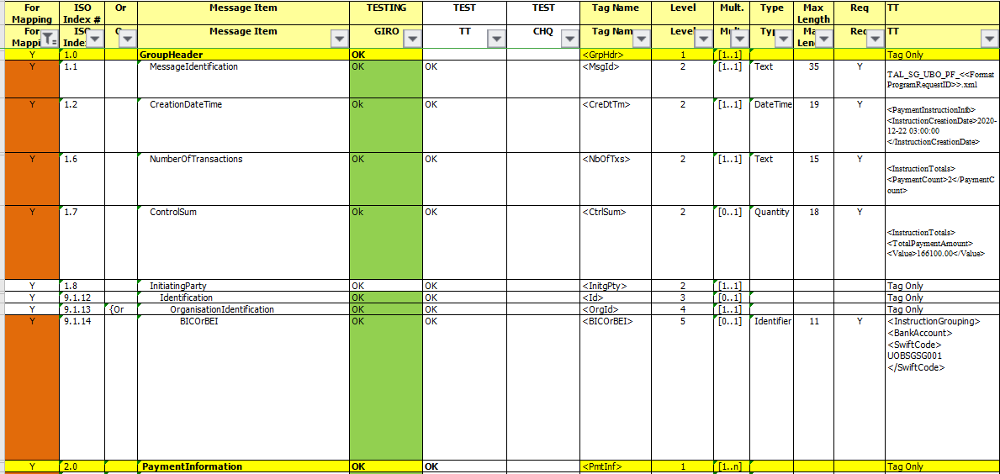 For Mapping ISO Index # Or Message Item TESTING TEST TEST Tag Name Level Mult. Type Max Length Req TT
For Mappi ISO Inde Message Item GIRO TT CHQ Tag Nam Level Mul Typ Ma Len Req TT
Y 1.0 GroupHeader OK <GrpHdr> 1 [1..1] Tag Only
Y 1.1 MessageIdentification OK OK <MsgId> 2 [1..1] Text 35 Y
TAL_SG_UBO_PF_<<Format
ProgramRequestID>>.xml
Y 1.2 CreationDateTime Ok OK <CreDtTm> 2 [1..1] DateTime 19 Y
<PaymentInstructionInfo>
<InstructionCreationDate>2020-
12-22 03:00:00
</InstructionCreationDate>
Y 1.6 NumberOfTransactions OK OK <NbOfTxs> 2 [1..1] Text 15 Y
<InstructionTotals>
<PaymentCount>2</PaymentC
ount>
Y 1.7 ControlSum Ok OK <CtrlSum> 2 [0..1] Quantity 18 Y
<InstructionTotals>
<TotalPaymentAmount>
<Value>166100.00</Value>
Y 1.8 InitiatingParty OK OK <InitgPty> 2 [1..1] Tag Only
Y 9.1.12 Identification OK OK <Id> 3 [0..1] Tag Only
Y 9.1.13 {Or OrganisationIdentification OK OK <OrgId> 4 [1..1] Tag Only
Y 9.1.14 BICOrBEI OK OK <BICOrBEI> 5 [0..1] Identifier 11 Y <InstructionGrouping>
<BankAccount>
<SwiftCode>
UOBSGSG001
</SwiftCode>
Y 2.0 PaymentInformation OK OK <PmtInf> 1 [1..n] Tag Only